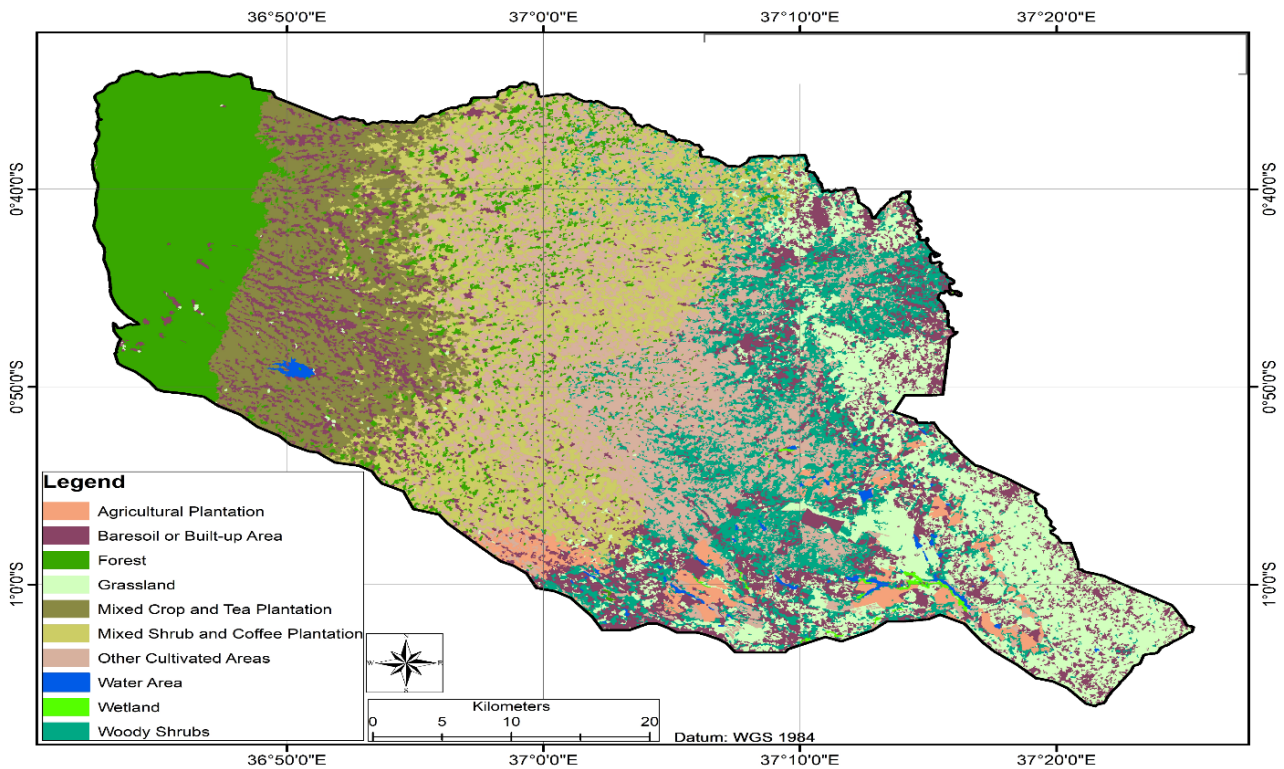 36°50'0"E 37°0'0"E 37°10'0"E 37°20'0"E
0°40'0"S 0°40'0"S
0°50'0"S 0°50'0"S
1°0'0"S 1°0'0"S
Legend
Agricultural Plantation
Baresoil or Built-up Area
Forest
Grassland
Mixed Crop and Tea Plantation
Mixed Shrub and Coffee Plantation
Other Cultivated Areas
Water Area
Wetland
Woody Shrubs
N
W E
S
Kilometers
0 5 10 20
Datum: WGS 1984
36°50'0"E 37°0'0"E 37°10'0"E 37°20'0"E